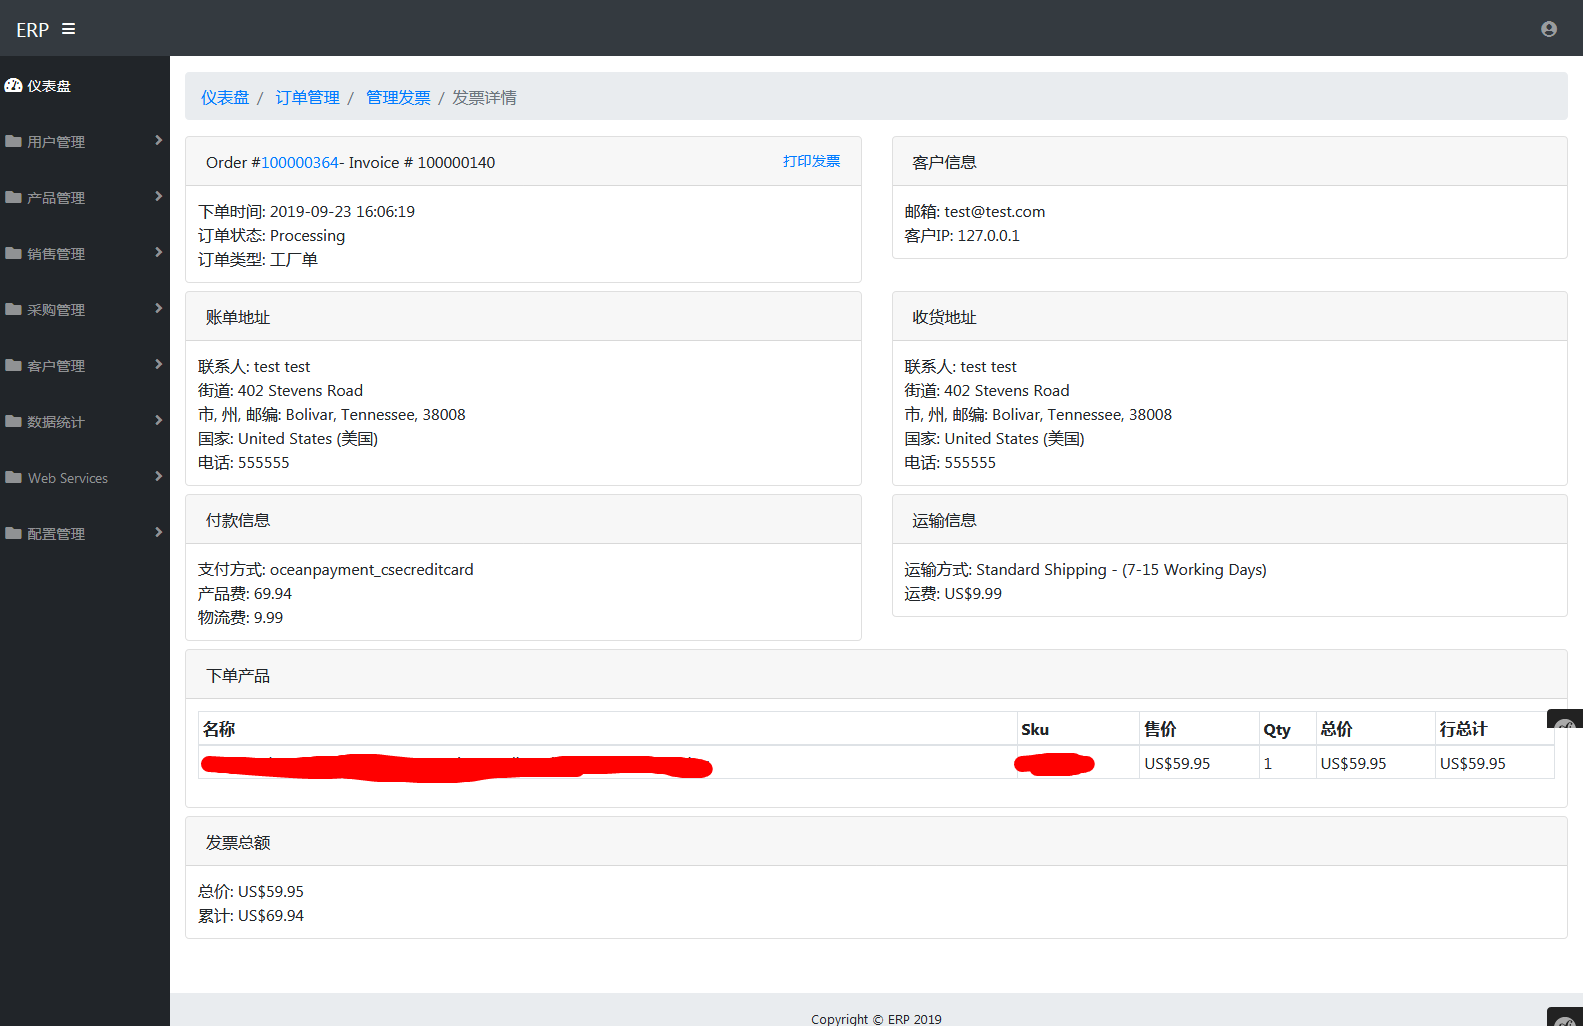 ERP
仪表盘
用户管理
产品管理
销售管理
采购管理
客户管理
数据统计
Web Services
配置管理
仪表盘 / 订单管理 / 管理发票 / 发票详情
Order #100000364- Invoice # 100000140
打印发票
下单时间: 2019-09-23 16:06:19
订单状态: Processing
订单类型: 工厂单
客户信息
邮箱: test@test.com
客户IP: 127.0.0.1
账单地址
联系人: test test
街道: 402 Stevens Road
市, 州, 邮编: Bolivar, Tennessee, 38008
国家: United States (美国)
电话: 555555
收货地址
联系人: test test
街道: 402 Stevens Road
市, 州, 邮编: Bolivar, Tennessee, 38008
国家: United States (美国)
电话: 555555
付款信息
支付方式: oceanpayment_csecreditcard
产品费: 69.94
物流费: 9.99
运输信息
运输方式: Standard Shipping - (7-15 Working Days)
运费: US$9.99
下单产品
名称 Sku 售价 Qty 总价 行总计
US$59.95 1 US$59.95 US$59.95
发票总额
总价: US$59.95
累计: US$69.94
Copyright © ERP 2019